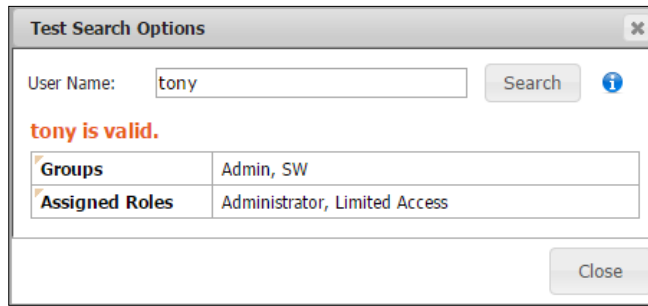 Test Search Options
User Name: tony Search
tony is valid.
Groups Admin, SW
Assigned Roles Administrator, Limited Access
Close